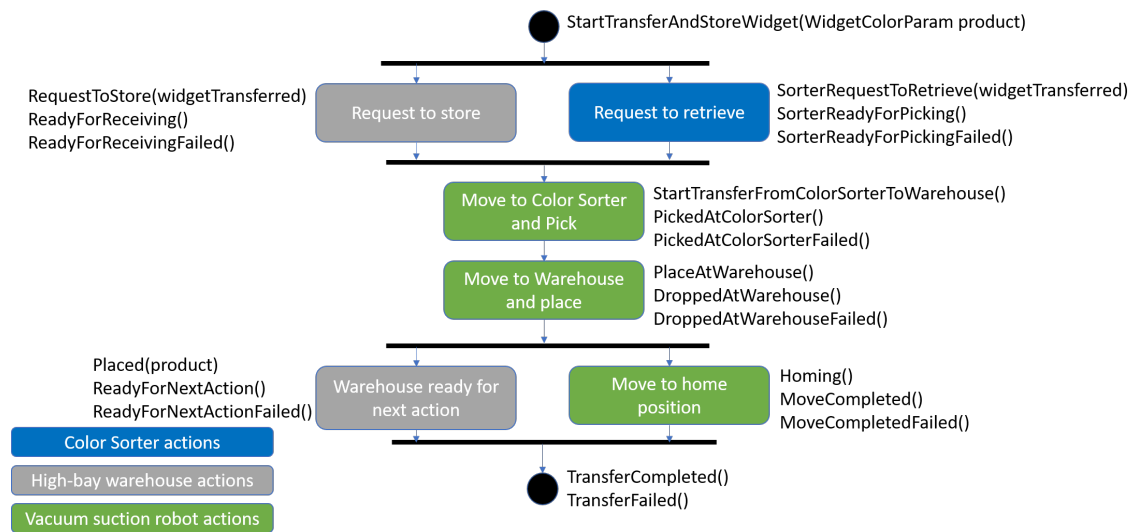 StartTransferAndStoreWidget(WidgetColorParam product)
RequestToStore(widgetTransferred)
ReadyForReceiving()
ReadyForReceivingFailed()
Request to store
Request to retrieve
SorterRequestToRetrieve(widgetTransferred)
SorterReadyForPicking()
SorterReadyForPickingFailed()
Move to Color Sorter
and Pick
StartTransferFromColorSorterToWarehouse()
PickedAtColorSorter()
PickedAtColorSorterFailed()
Move to Warehouse
and place
PlaceAtWarehouse()
DroppedAtWarehouse()
DroppedAtWarehouseFailed()
Placed(product)
ReadyForNextAction()
ReadyForNextActionFailed()
Warehouse ready for
next action
Move to home
position
Homing()
MoveCompleted()
MoveCompletedFailed()
Color Sorter actions
High-bay warehouse actions
Vacuum suction robot actions
TransferCompleted()
TransferFailed()